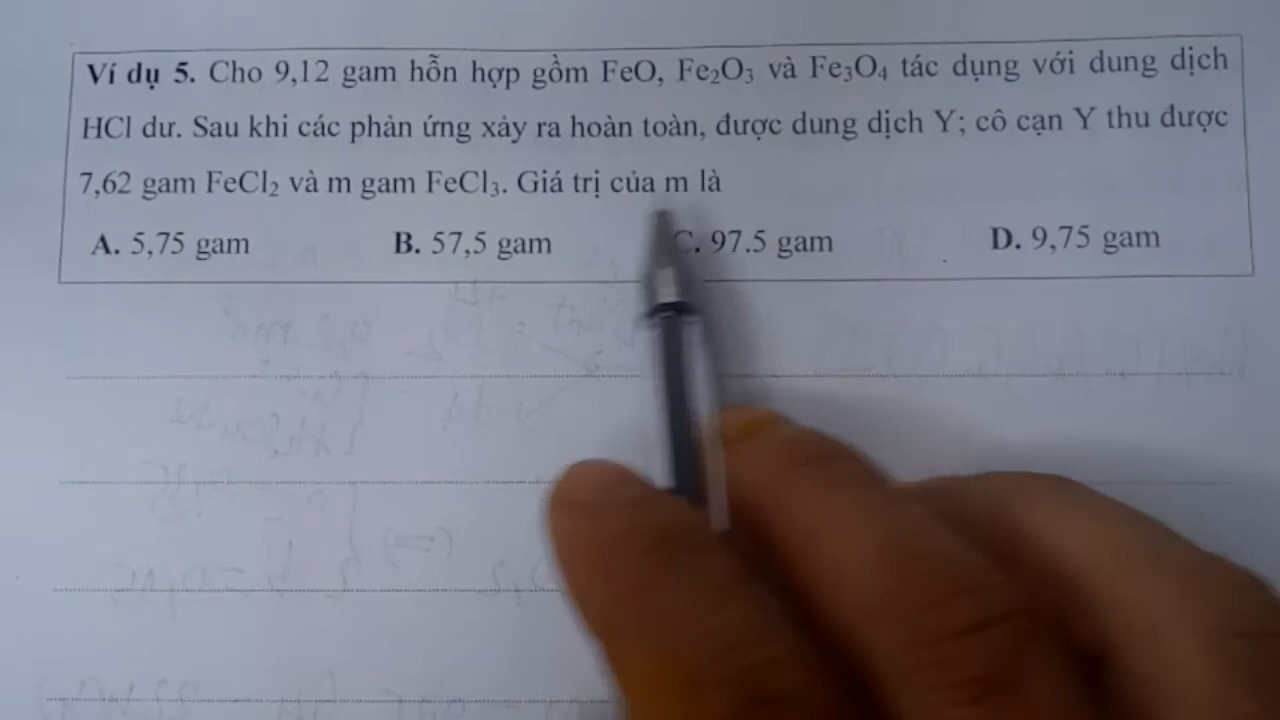 Ví dụ 5. Cho 9,12 gam hỗn hợp gồm FeO, Fe₂O₃ và Fe₃O₄ tác dụng với dung dịch
HCl dư. Sau khi các phản ứng xảy ra hoàn toàn, được dung dịch Y; cô cạn Y thu được
7,62 gam FeCl₂ và m gam FeCl₃. Giá trị của m là
A. 5,75 gam B. 57,5 gam C. 97.5 gam D. 9,75 gam